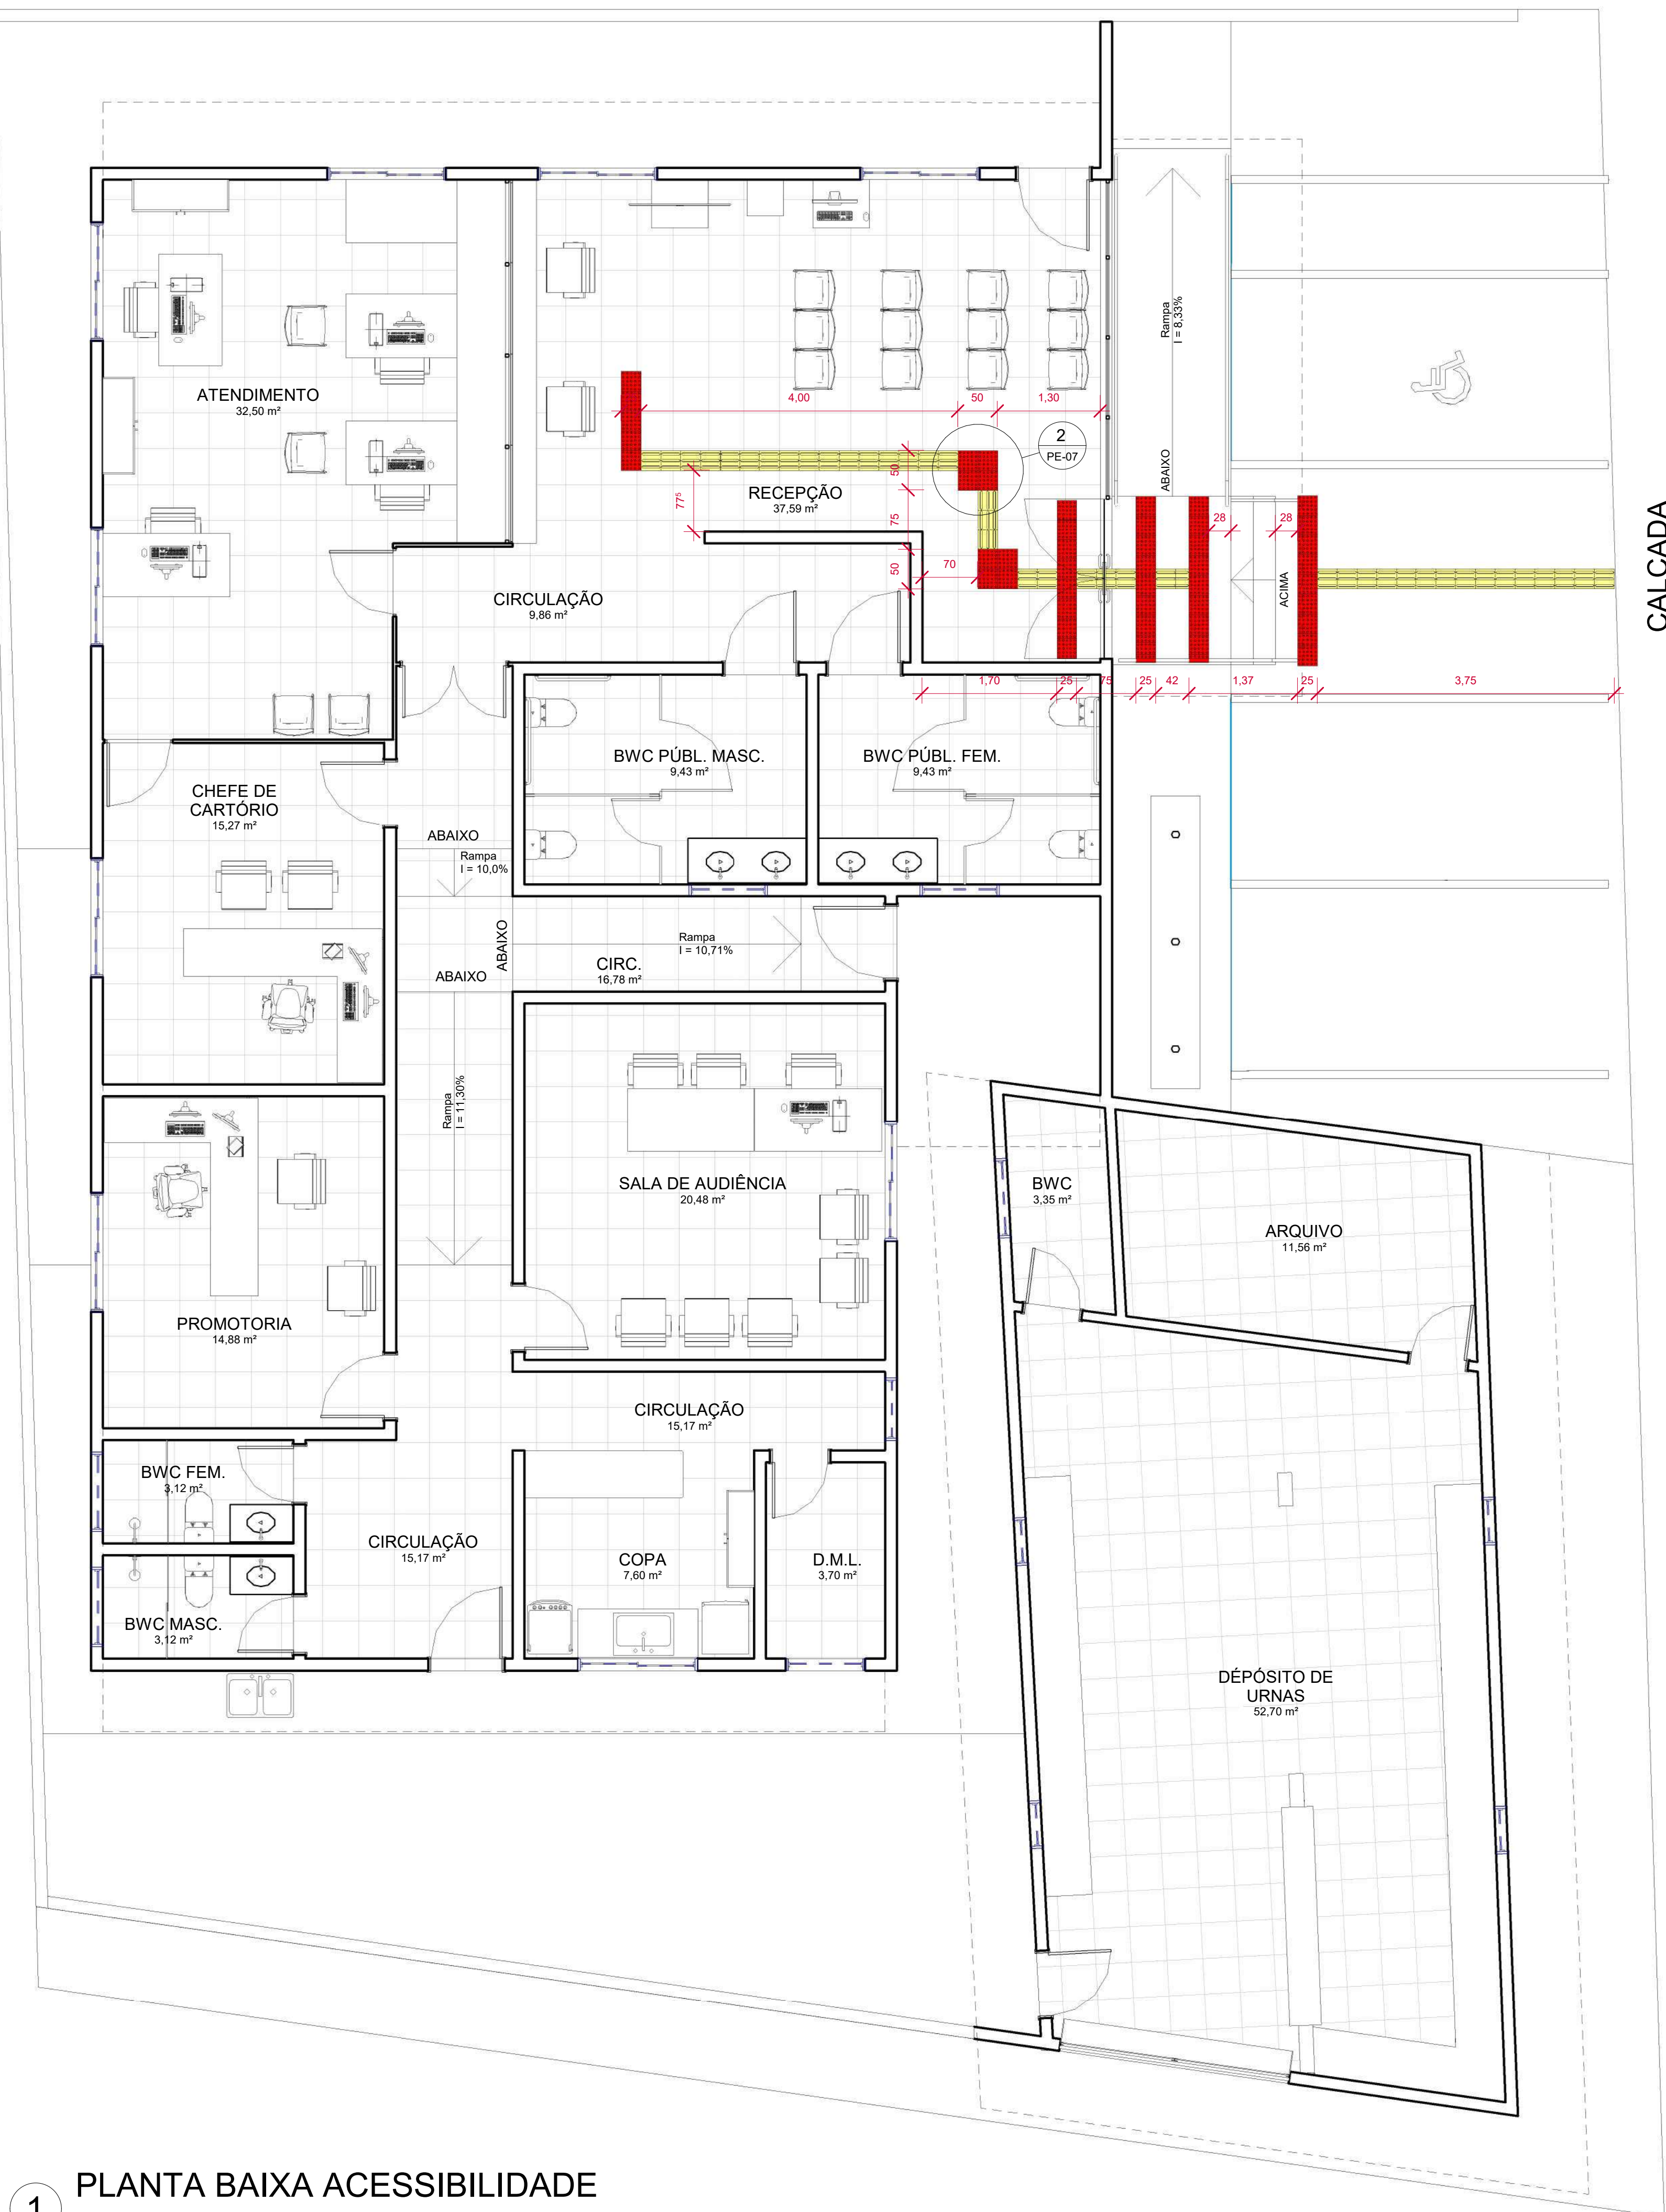 Rampa
I = 8,33%
ATENDIMENTO
32,50 m²
4,00
50
1,30
2
PE-07
ABAIXO
50
77⁵
RECEPÇÃO
37,59 m²
75
28
28
CALÇADA
50
70
ACIMA
CIRCULAÇÃO
9,86 m²
1,70
25
75
25
42
1,37
25
3,75
BWC PÚBL. MASC.
9,43 m²
BWC PÚBL. FEM.
9,43 m²
CHEFE DE
CARTÓRIO
15,27 m²
ABAIXO
Rampa
I = 10,0%
ABAIXO
Rampa
I = 10,71%
CIRC.
16,78 m²
ABAIXO
Rampa
I = 11,30%
SALA DE AUDIÊNCIA
20,48 m²
BWC
3,35 m²
ARQUIVO
11,56 m²
PROMOTORIA
14,88 m²
CIRCULAÇÃO
15,17 m²
BWC FEM.
3,12 m²
CIRCULAÇÃO
15,17 m²
COPA
7,60 m²
D.M.L.
3,70 m²
BWC MASC.
3,12 m²
DÉPÓSITO DE
URNAS
52,70 m²
1
PLANTA BAIXA ACESSIBILIDADE